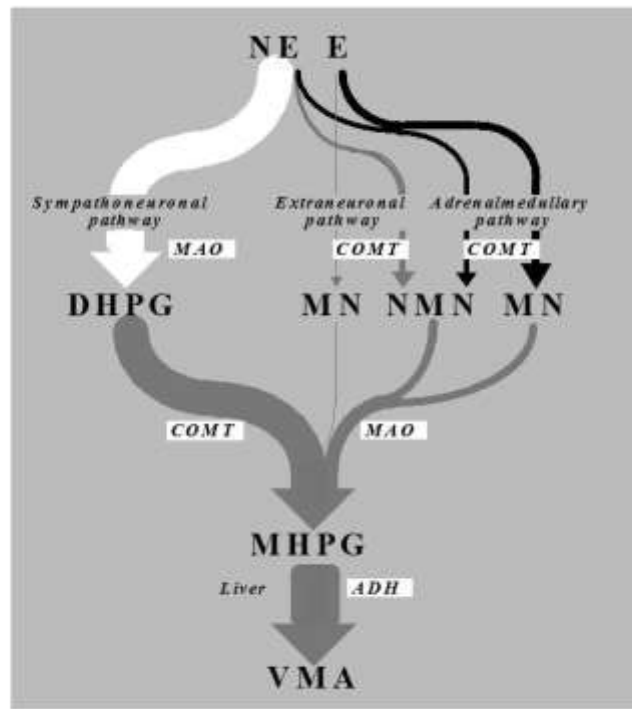 NE E
Sympathoneuronal pathway
Extraneuronal pathway
Adrenalmedullary pathway
MAO
COMT
COMT
DHPG
MN
NMN
MN
COMT
MAO
MHPG
Liver
ADH
VMA